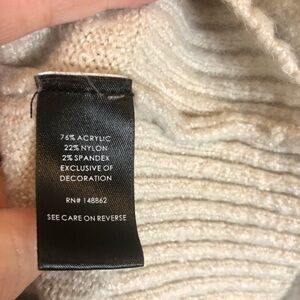 76% ACRYLIC
22% NYLON
2% SPANDEX
EXCLUSIVE OF
DECORATION
RN# 148862
SEE CARE ON REVERSE